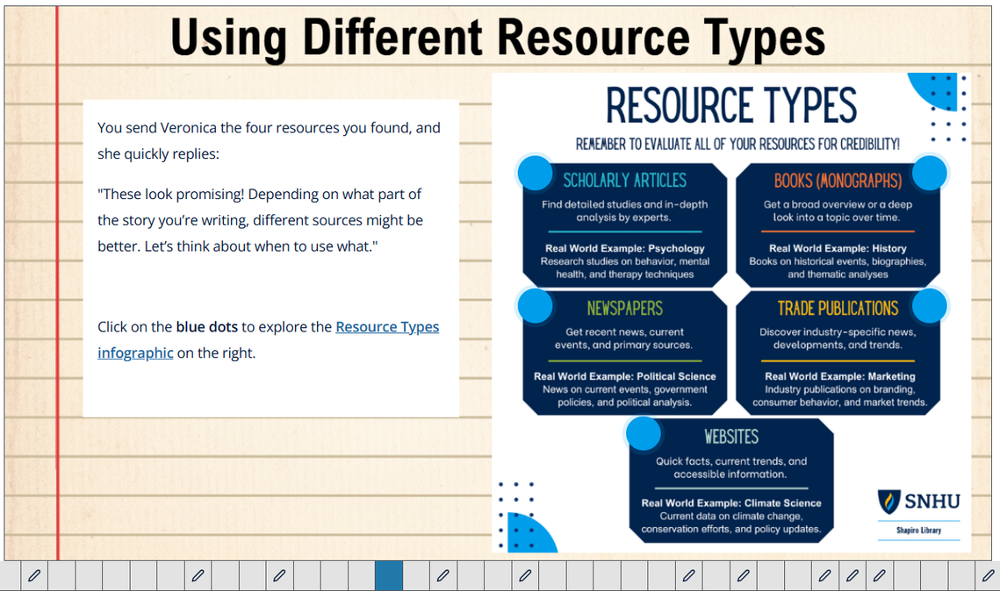 Using Different Resource Types
You send Veronica the four resources you found, and
she quickly replies:
"These look promising! Depending on what part of
the story you're writing, different sources might be
better. Let's think about when to use what."
Click on the blue dots to explore the Resource Types
infographic on the right.
RESOURCE TYPES
REMEMBER TO EVALUATE ALL OF YOUR RESOURCES FOR CREDIBILITY!
SCHOLARLY ARTICLES
Find detailed studies and in-depth
analysis by experts.
Real World Example: Psychology
Research studies on behavior, mental
health, and therapy techniques
BOOKS (MONOGRAPHS)
Get a broad overview or a deep
look into a topic over time.
Real World Example: History
Books on historical events, biographies,
and thematic analyses
NEWSPAPERS
Get recent news, current
events, and primary sources.
Real World Example: Political Science
News on current events, government
policies, and political analysis.
TRADE PUBLICATIONS
Discover industry-specific news,
developments, and trends.
Real World Example: Marketing
Industry publications on branding,
consumer behavior, and market trends.
WEBSITES
Quick facts, current trends, and
accessible information.
Real World Example: Climate Science
Current data on climate change,
conservation efforts, and policy updates.
SNHU
Shapiro Library